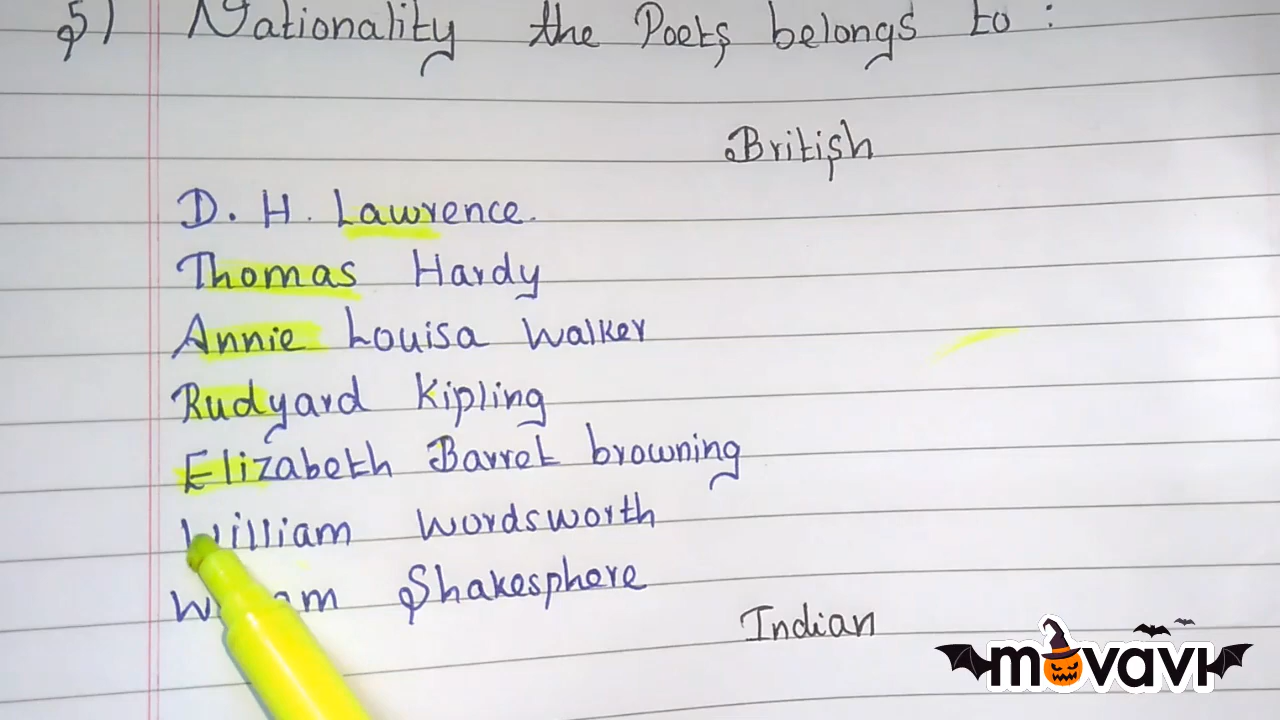 5) Nationality the Poets belongs to :
British
D. H. Lawrence.
Thomas Hardy
Annie Louisa Walker
Rudyard Kipling
Elizabeth Barret browning
William Wordsworth
Shakesphere
Indian
movavi